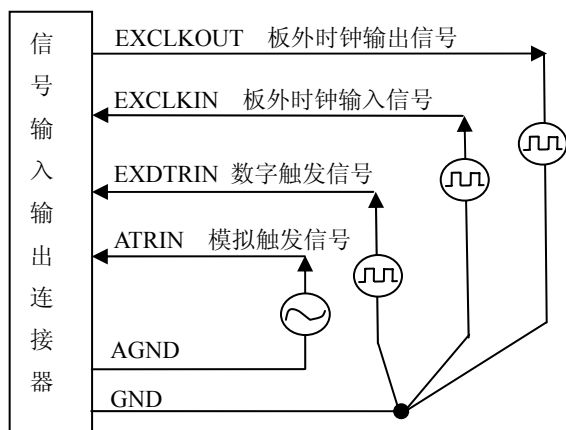 信号输入输出连接器
EXCLKOUT 板外时钟输出信号
EXCLKIN 板外时钟输入信号
EXDTRIN 数字触发信号
ATRIN 模拟触发信号
AGND
GND